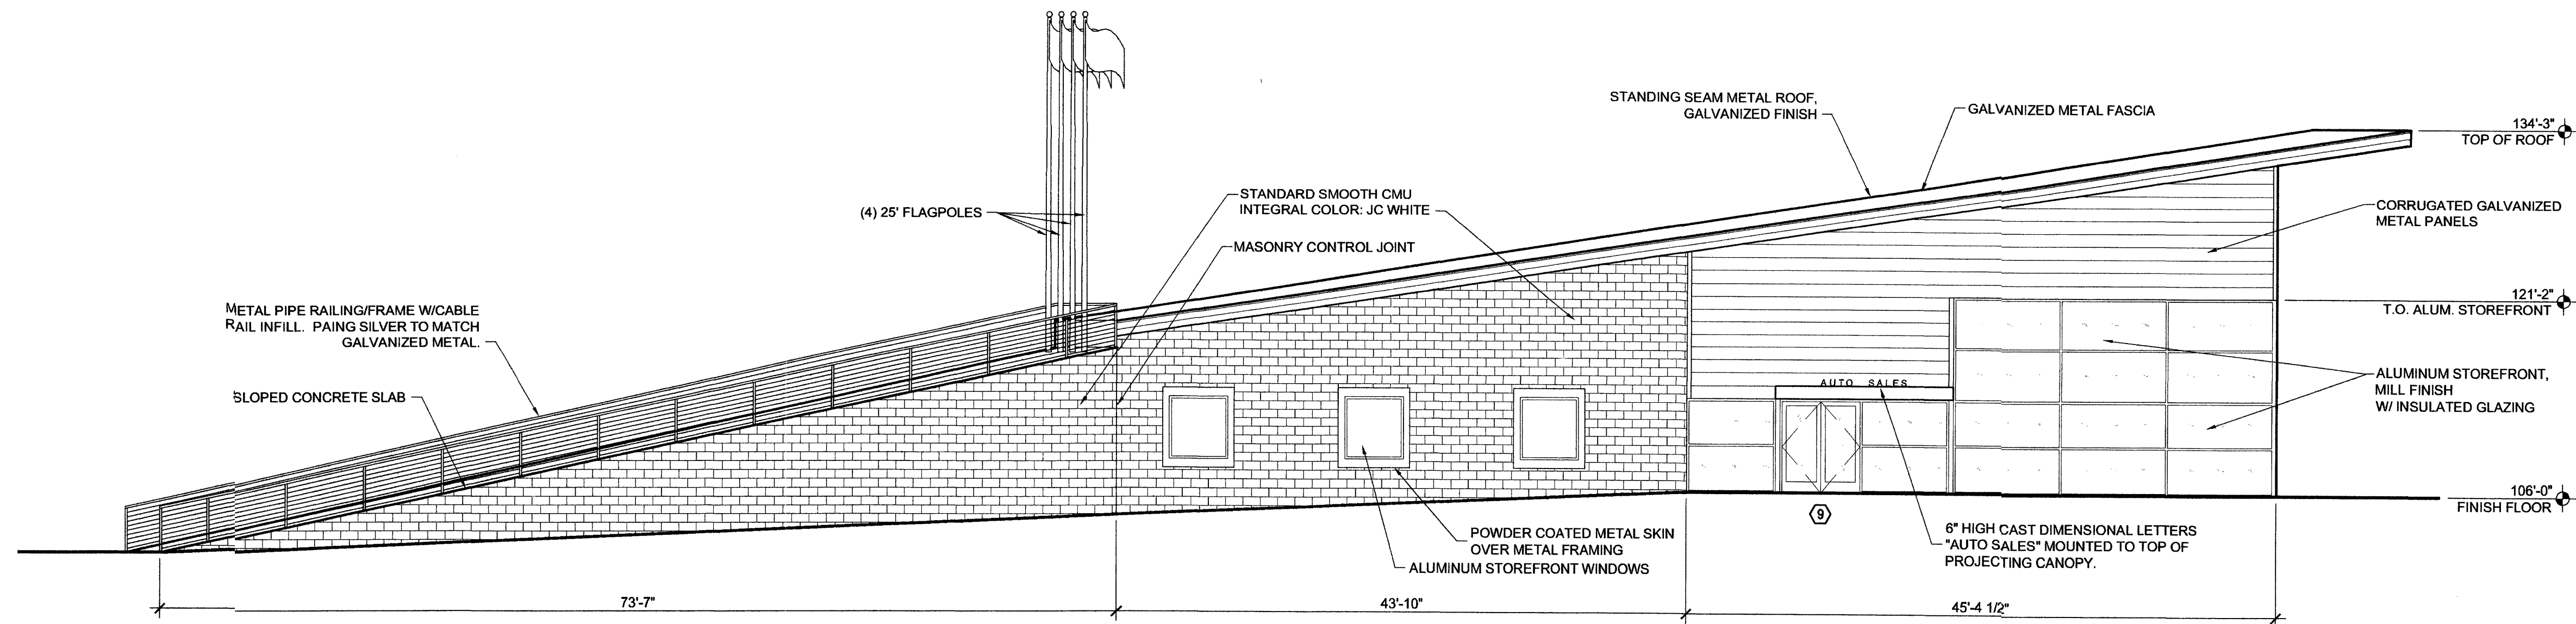 STANDING SEAM METAL ROOF,
GALVANIZED FINISH
GALVANIZED METAL FASCIA
134'-3"
TOP OF ROOF
(4) 25' FLAGPOLES
STANDARD SMOOTH CMU
INTEGRAL COLOR: JC WHITE
MASONRY CONTROL JOINT
CORRUGATED GALVANIZED
METAL PANELS
METAL PIPE RAILING/FRAME W/CABLE
RAIL INFILL. PAING SILVER TO MATCH
GALVANIZED METAL.
121'-2"
T.O. ALUM. STOREFRONT
SLOPED CONCRETE SLAB
AUTO SALES
ALUMINUM STOREFRONT,
MILL FINISH
W/ INSULATED GLAZING
106'-0"
FINISH FLOOR
9
POWDER COATED METAL SKIN
OVER METAL FRAMING
ALUMINUM STOREFRONT WINDOWS
6" HIGH CAST DIMENSIONAL LETTERS
"AUTO SALES" MOUNTED TO TOP OF
PROJECTING CANOPY.
73'-7"
43'-10"
45'-4 1/2"